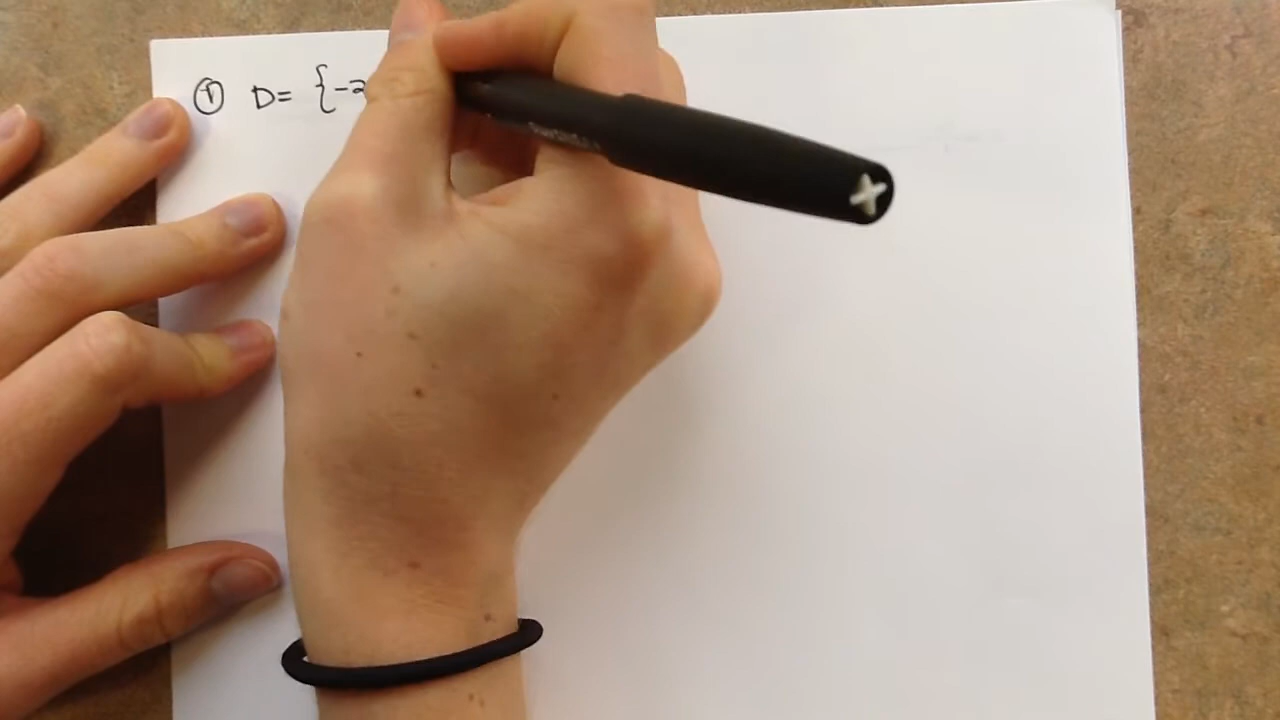 ① D= {-2